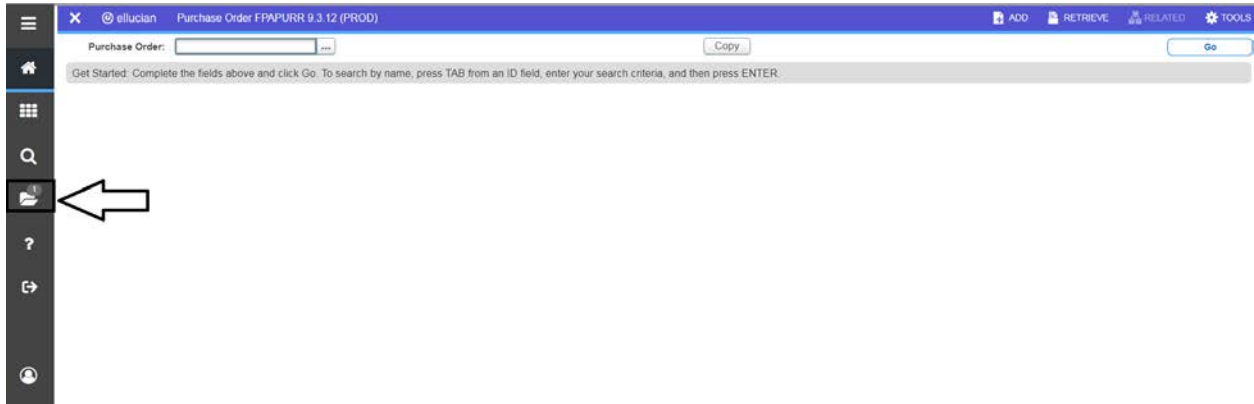 ellucian Purchase Order FPAPURR 9.3.12 (PROD) ADD RETRIEVE RELATED TOOLS
Purchase Order: ... Copy Go
Get Started: Complete the fields above and click Go. To search by name, press TAB from an ID field, enter your search criteria, and then press ENTER.
1
?